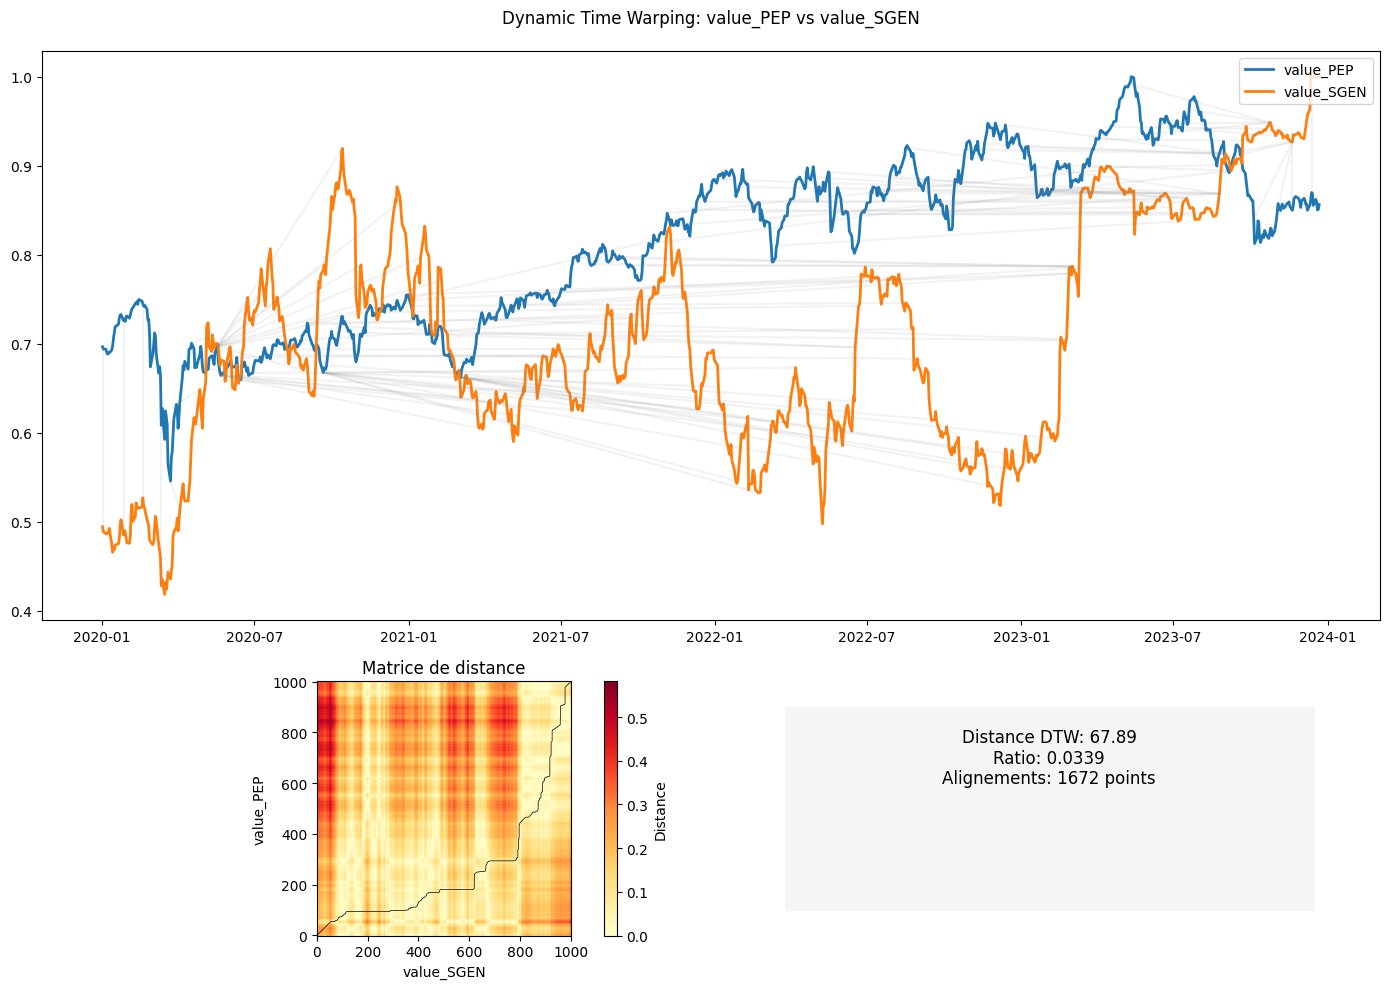 Dynamic Time Warping: value_PEP vs value_SGEN
value_PEP
value_SGEN
1.0
0.9
0.8
0.7
0.6
0.5
0.4
2020-01 2020-07 2021-01 2021-07 2022-01 2022-07 2023-01 2023-07 2024-01
Matrice de distance
value_PEP
1000
800
600
400
200
0
0 200 400 600 800 1000
value_SGEN
0.5
0.4
0.3
0.2
0.1
0.0
Distance
Distance DTW: 67.89
Ratio: 0.0339
Alignements: 1672 points